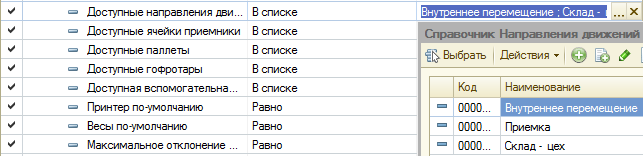 Доступные направления дви... В списке Внутреннее перемещение ; Склад - це ... ×
Доступные ячейки приемники В списке
Справочник Направления движений
Доступные паллеты В списке
Выбрать Действия
Доступные гофротары В списке
Доступная вспомогательна... В списке
Код Наименование
Принтер по-умолчанию Равно 0000... Внутреннее перемещение
Весы по-умолчанию Равно 0000... Приемка
Максимальное отклонение ... Равно 0000... Склад - цех